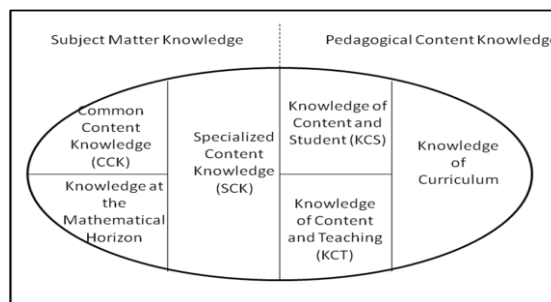 Subject Matter Knowledge
Pedagogical Content Knowledge
Common
Content
Knowledge
(CCK)
Knowledge at
the
Mathematical
Horizon
Specialized
Content
Knowledge
(SCK)
Knowledge of
Content and
Student (KCS)
Knowledge
of Content
and Teaching
(KCT)
Knowledge
of
Curriculum